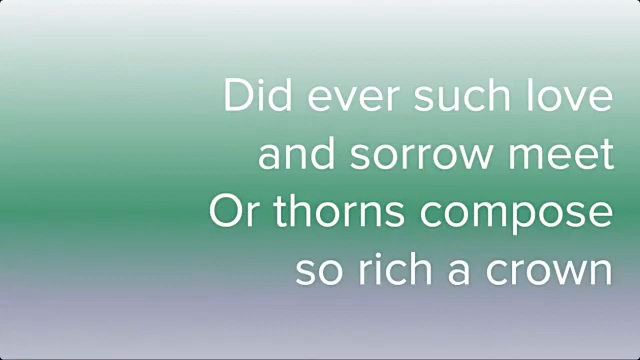 Did ever such love
and sorrow meet
Or thorns compose
so rich a crown